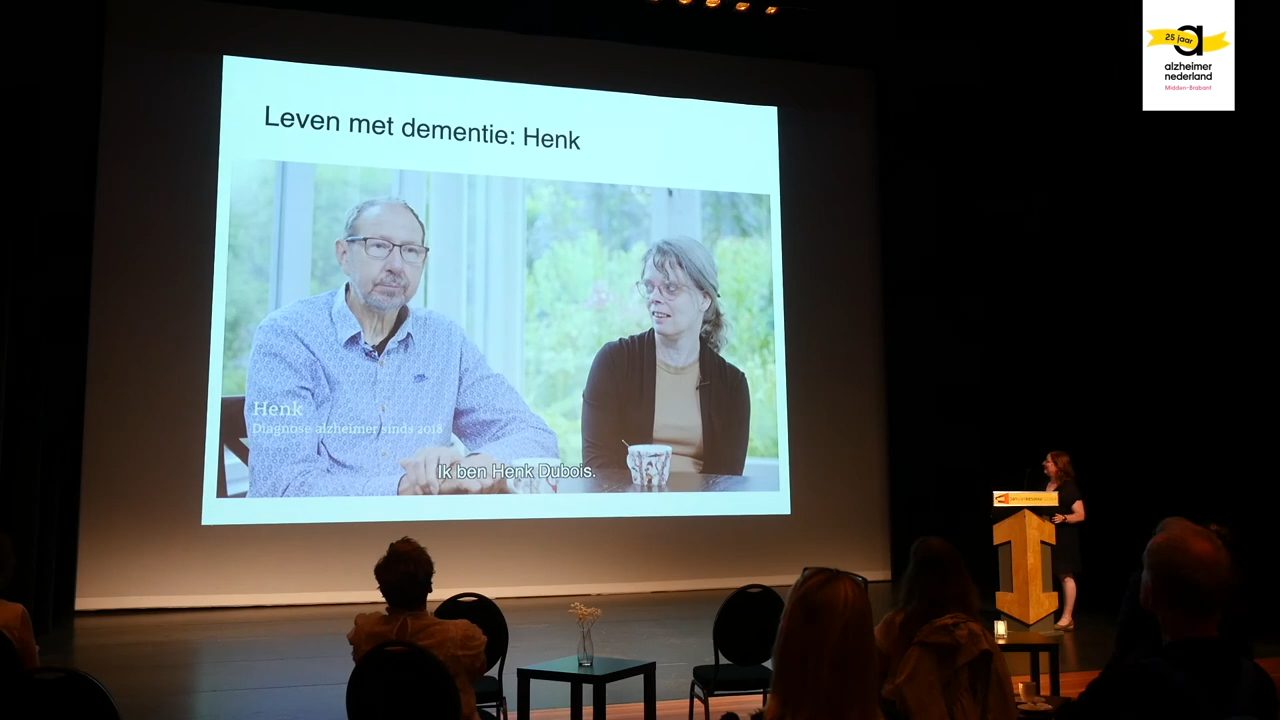 25 jaar
alzheimer
nederland
Midden-Brabant
Leven met dementie: Henk
Henk
Diagnose alzheimer sinds 2018
Ik ben Henk Dubois.